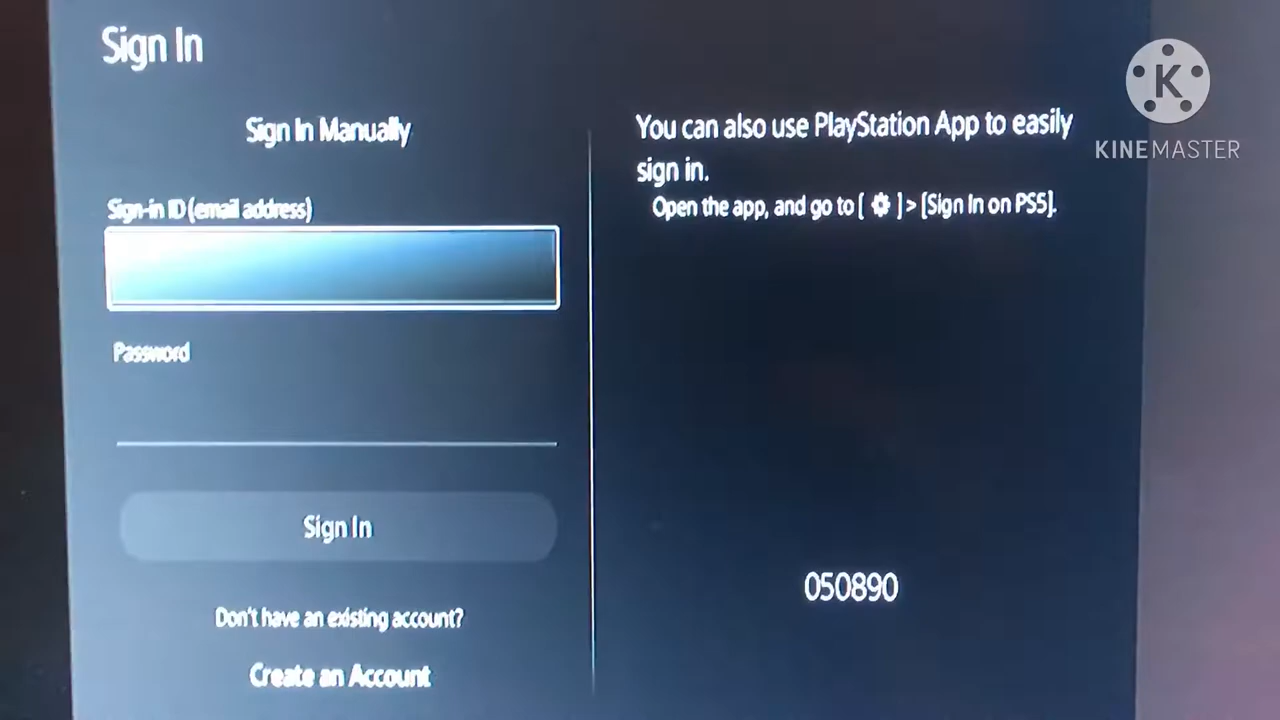 Sign In
Sign In Manually
Sign-in ID (email address)
Password
Sign In
Don't have an existing account?
Create an Account
You can also use PlayStation App to easily
sign in.
Open the app, and go to [ ⚙ ] > [Sign In on PS5].
050890
K
KINEMASTER